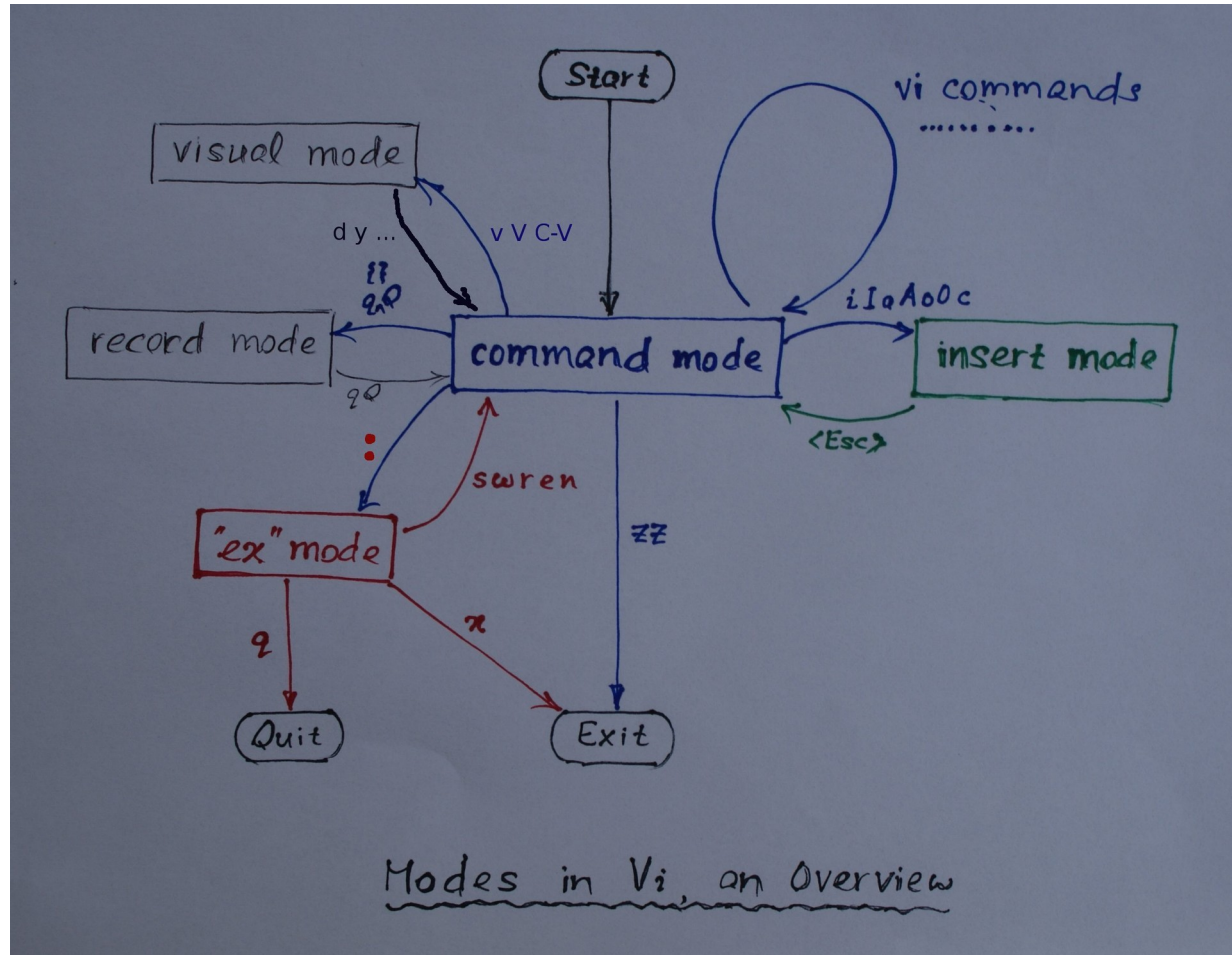 Start
vi commands
..........
visual mode
d y ...
v V C-V
qQ
iIaAoOc
record mode
command mode
insert mode
qQ
<Esc>
:
swren
"ex" mode
ZZ
q
x
Quit
Exit
Modes in Vi, an Overview